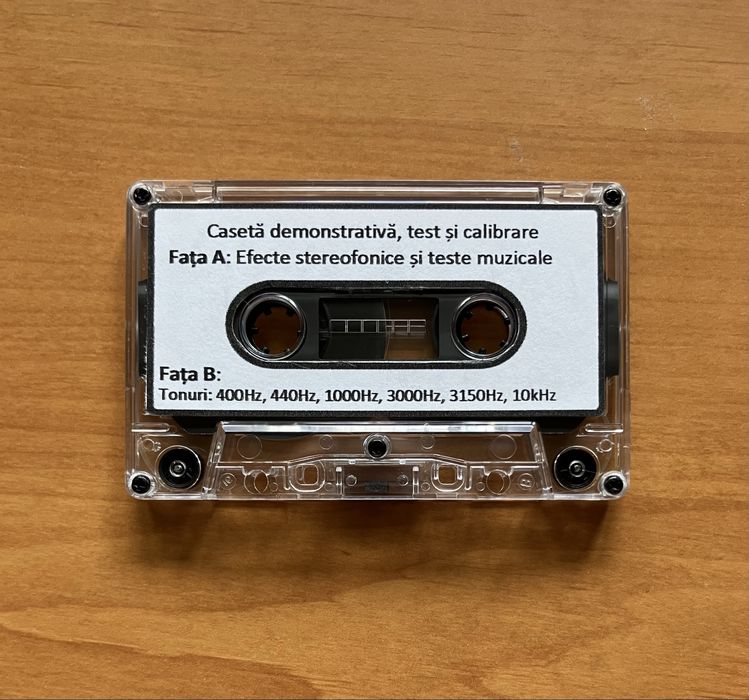 Casetă demonstrativă, test și calibrare
Fața A: Efecte stereofonice și teste muzicale
Fața B:
Tonuri: 400Hz, 440Hz, 1000Hz, 3000Hz, 3150Hz, 10kHz